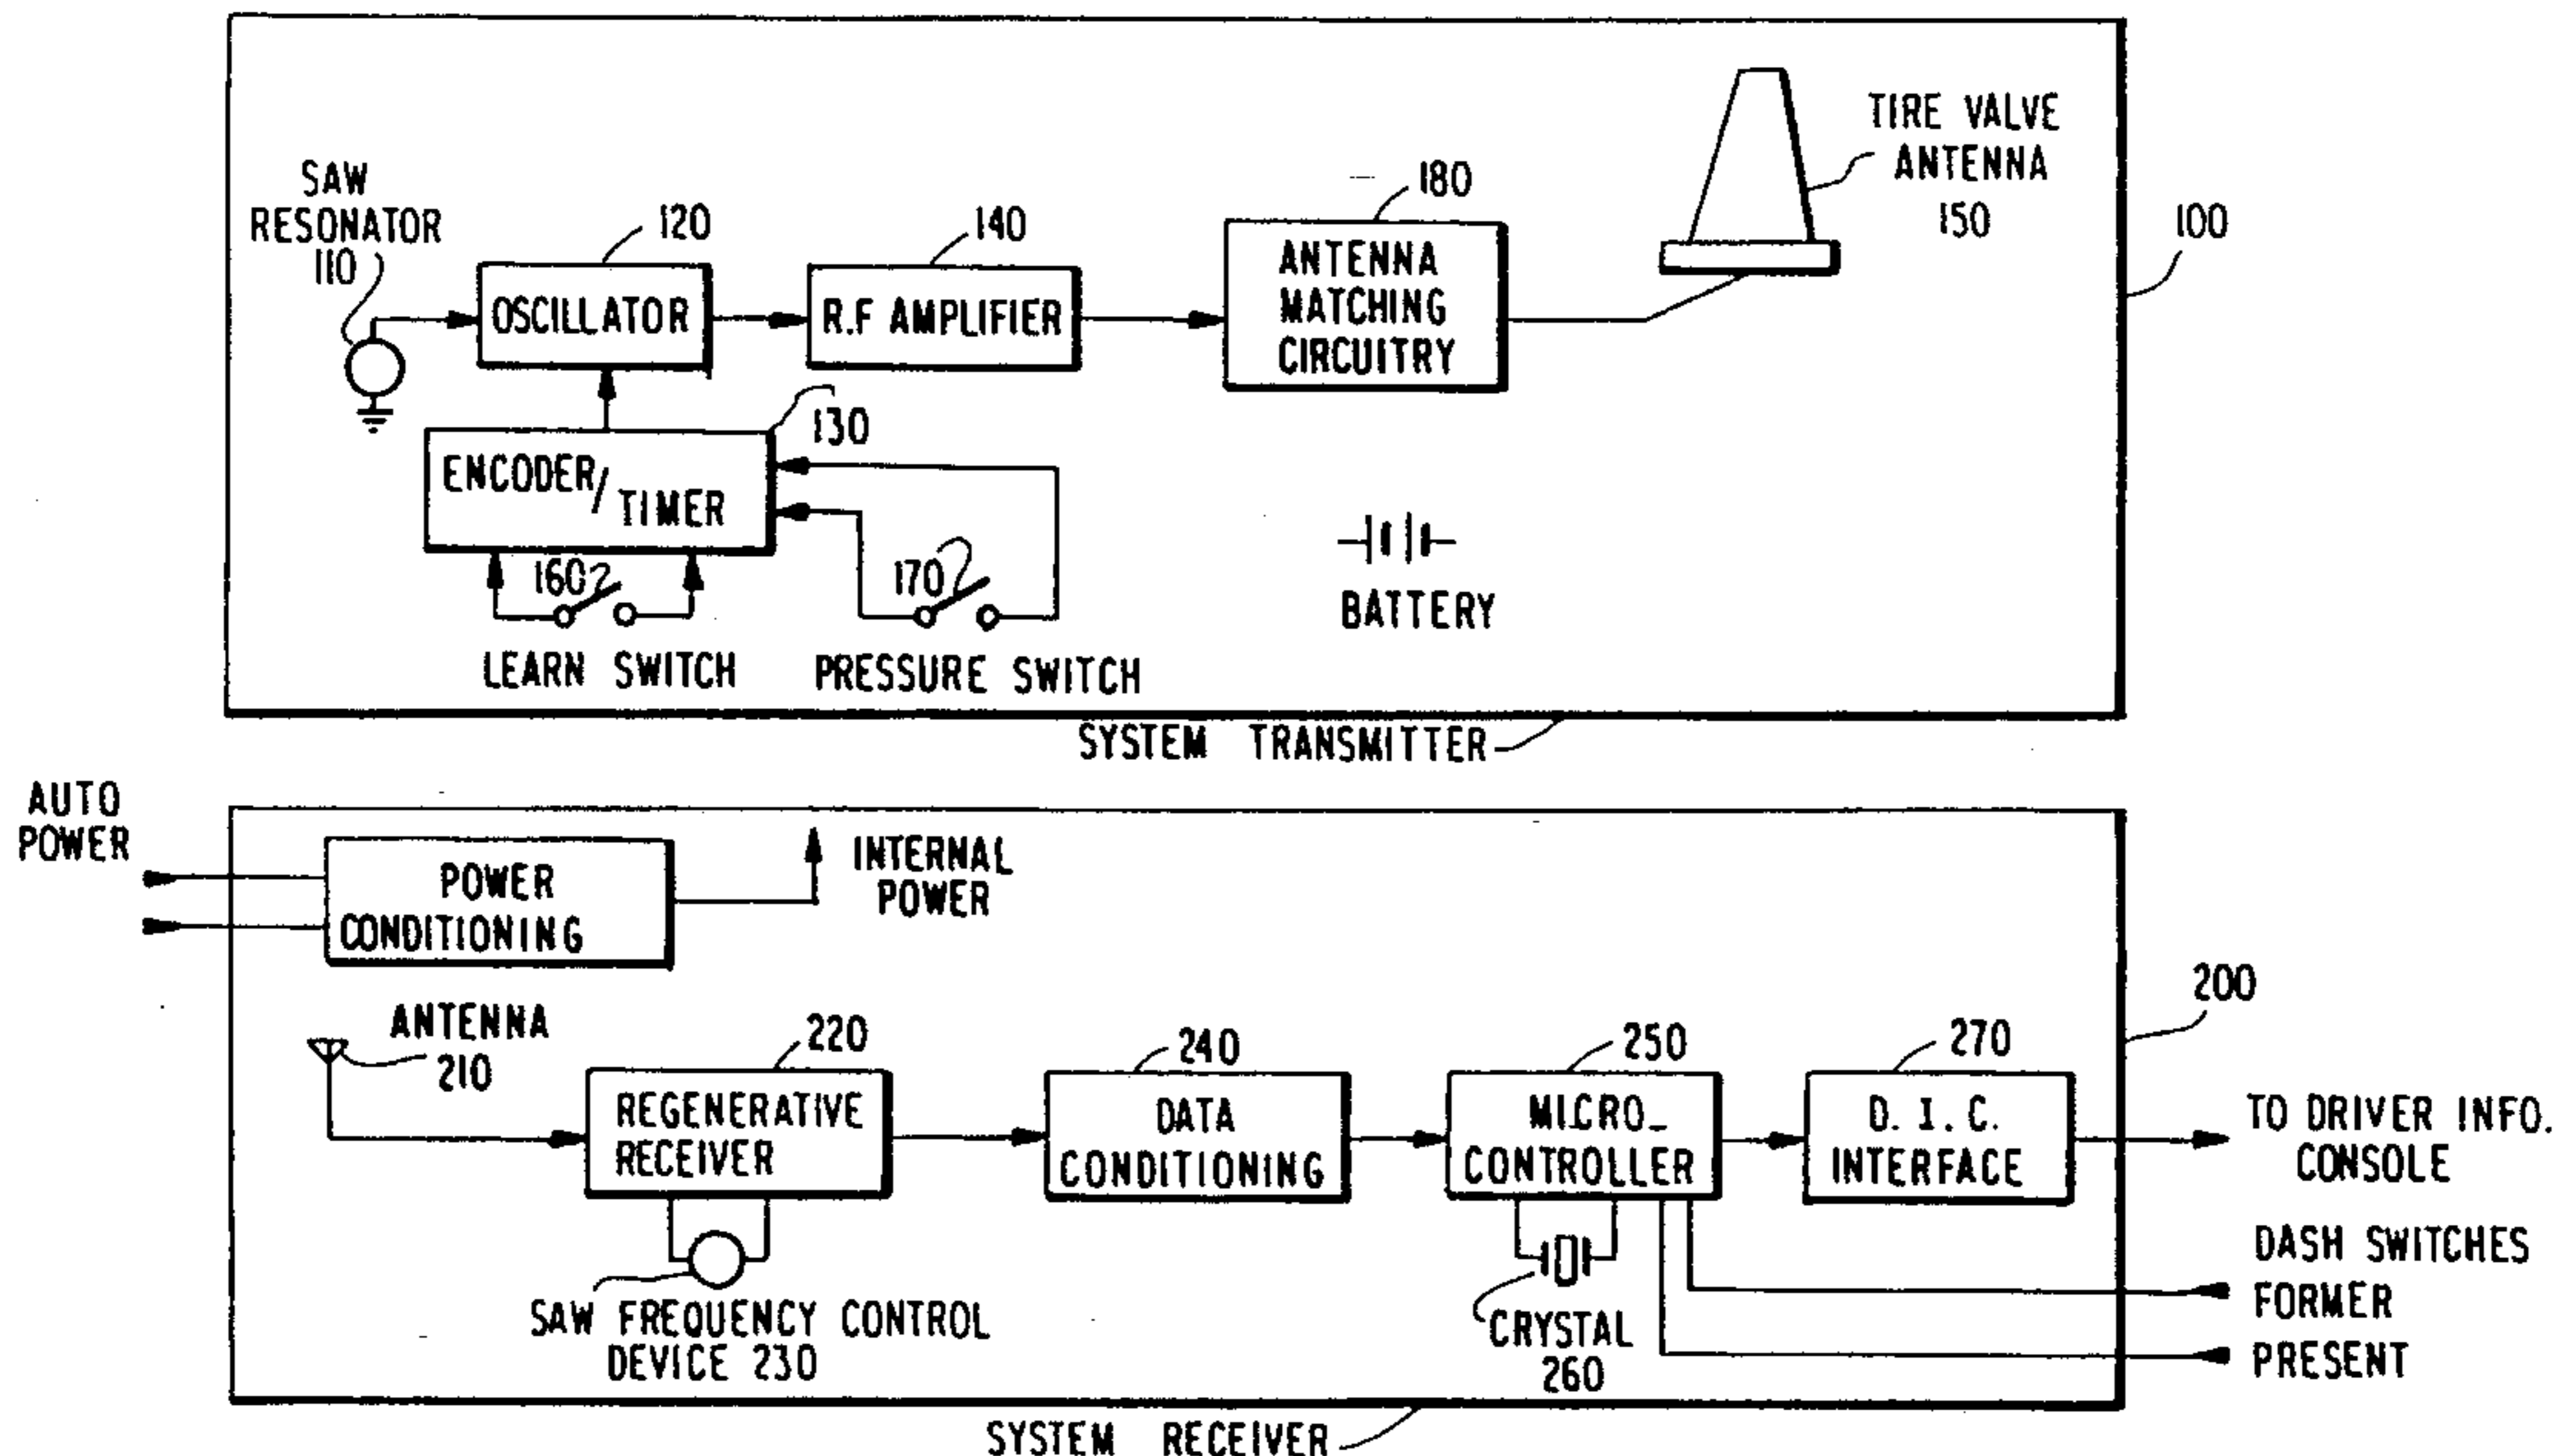 SAW
RESONATOR
110
120
OSCILLATOR
140
R.F AMPLIFIER
180
ANTENNA
MATCHING
CIRCUITRY
TIRE VALVE
ANTENNA
150
100
130
ENCODER/
TIMER
160
170
LEARN SWITCH
PRESSURE SWITCH
BATTERY
SYSTEM TRANSMITTER
AUTO
POWER
POWER
CONDITIONING
INTERNAL
POWER
200
ANTENNA
210
220
REGENERATIVE
RECEIVER
SAW FREQUENCY CONTROL
DEVICE 230
240
DATA
CONDITIONING
250
MICRO-
CONTROLLER
CRYSTAL
260
270
D. I. C.
INTERFACE
TO DRIVER INFO.
CONSOLE
DASH SWITCHES
FORMER
PRESENT
SYSTEM RECEIVER